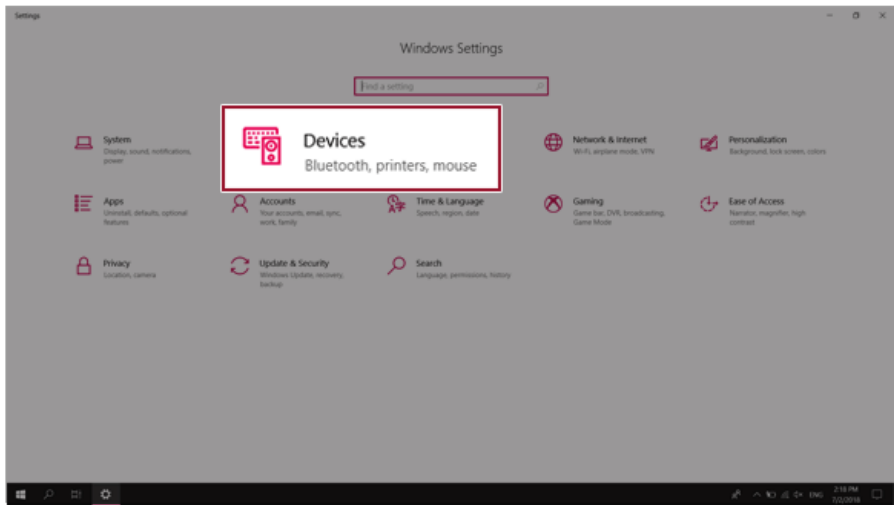 Settings
Windows Settings
Find a setting
System
Display, sound, notifications,
power
Devices
Bluetooth, printers, mouse
Network & Internet
Wi-Fi, airplane mode, VPN
Personalization
Background, lock screen, colors
Apps
Uninstall, defaults, optional
features
Accounts
Your accounts, email, sync,
work, family
Time & Language
Speech, region, date
Gaming
Game bar, DVR, broadcasting,
Game Mode
Ease of Access
Narrator, magnifier, high
contrast
Privacy
Location, camera
Update & Security
Windows Update, recovery,
backup
Search
Language, permissions, history
ENG
2:18 PM
7/2/2018